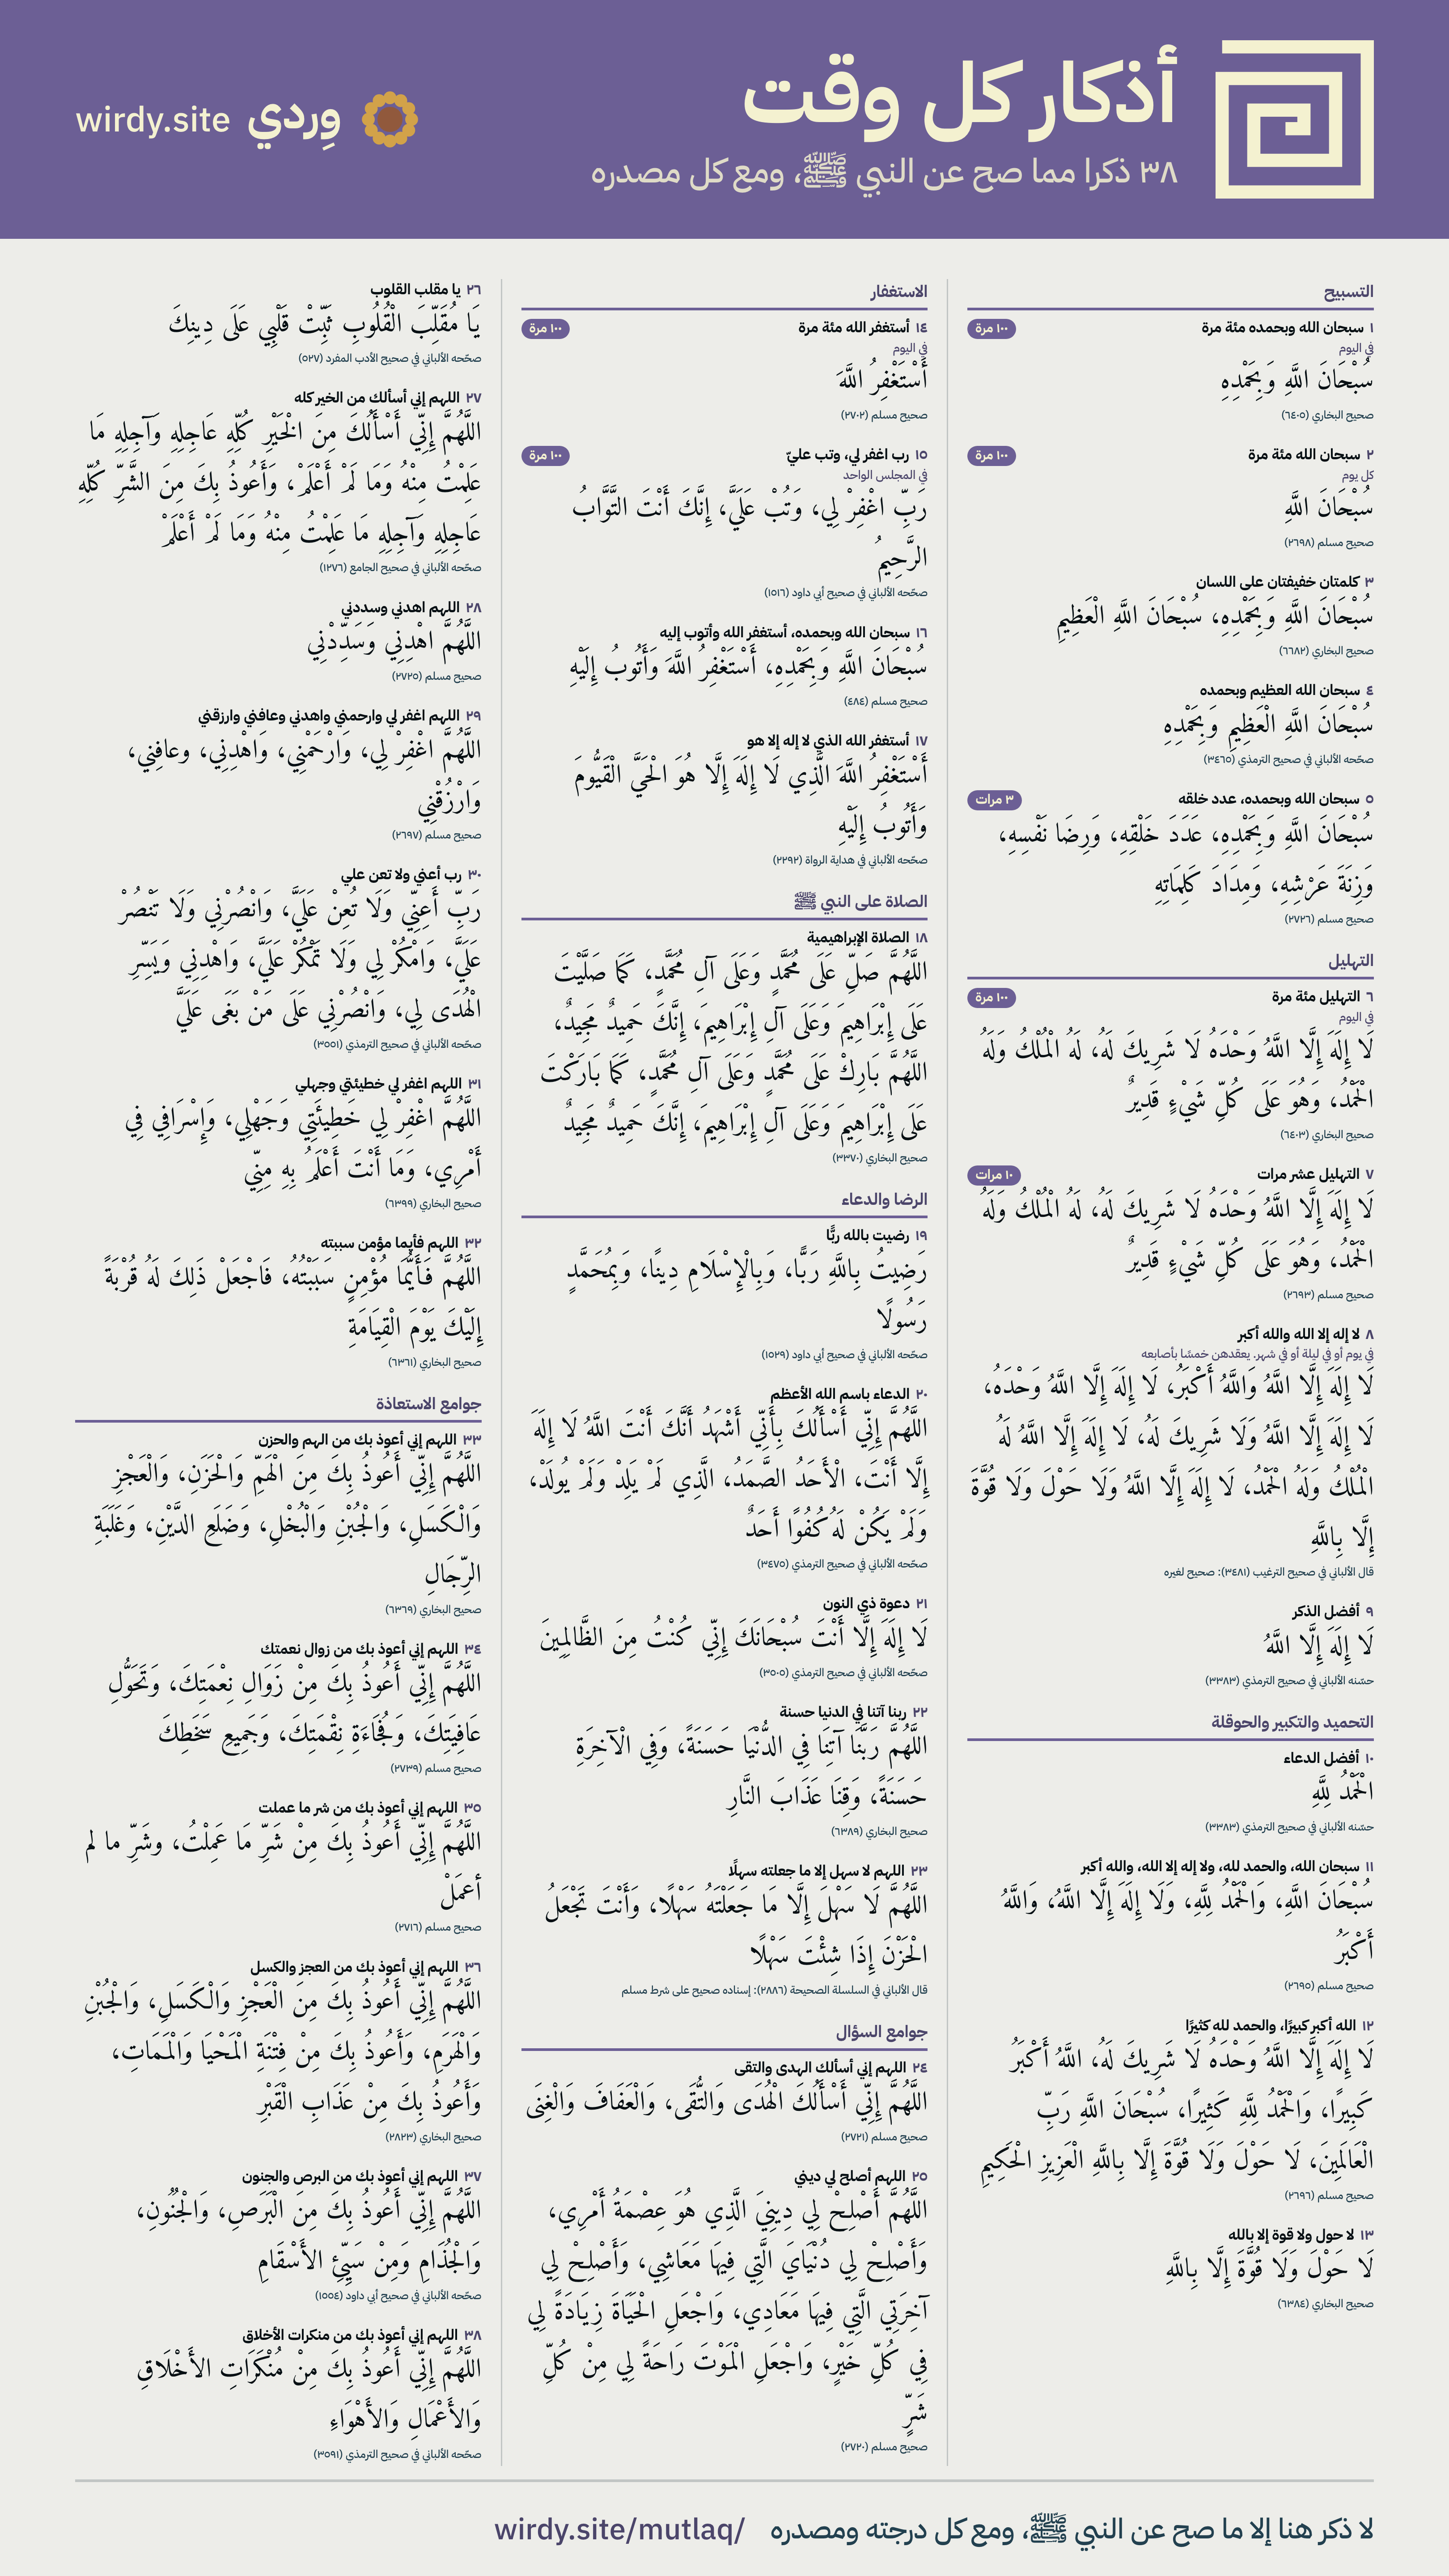 أذكار كل وقت
٣٨ ذكرا مما صح عن النبي ﷺ، ومع كل مصدره
وِردي wirdy.site
التسبيح
١ سبحان الله وبحمده مئة مرة
١٠٠ مرة
في اليوم
سُبْحَانَ اللَّهِ وَبِحَمْدِهِ
صحيح البخاري (٦٤٠٥)
٢ سبحان الله مئة مرة
١٠٠ مرة
كل يوم
سُبْحَانَ اللَّهِ
صحيح مسلم (٢٦٩٨)
٣ كلمتان خفيفتان على اللسان
سُبْحَانَ اللَّهِ وَبِحَمْدِهِ، سُبْحَانَ اللَّهِ الْعَظِيمِ
صحيح البخاري (٦٦٨٢)
٤ سبحان الله العظيم وبحمده
سُبْحَانَ اللَّهِ الْعَظِيمِ وَبِحَمْدِهِ
صحّحه الألباني في صحيح الترمذي (٣٤٦٥)
٥ سبحان الله وبحمده، عدد خلقه
٣ مرات
سُبْحَانَ اللَّهِ وَبِحَمْدِهِ، عَدَدَ خَلْقِهِ، وَرِضَا نَفْسِهِ،
وَزِنَةَ عَرْشِهِ، وَمِدَادَ كَلِمَاتِهِ
صحيح مسلم (٢٧٢٦)
التهليل
٦ التهليل مئة مرة
١٠٠ مرة
في اليوم
لَا إِلَهَ إِلَّا اللَّهُ وَحْدَهُ لَا شَرِيكَ لَهُ، لَهُ الْمُلْكُ وَلَهُ
الْحَمْدُ، وَهُوَ عَلَى كُلِّ شَيْءٍ قَدِيرٌ
صحيح البخاري (٦٤٠٣)
٧ التهليل عشر مرات
١٠ مرات
لَا إِلَهَ إِلَّا اللَّهُ وَحْدَهُ لَا شَرِيكَ لَهُ، لَهُ الْمُلْكُ وَلَهُ
الْحَمْدُ، وَهُوَ عَلَى كُلِّ شَيْءٍ قَدِيرٌ
صحيح مسلم (٢٦٩٣)
٨ لا إله إلا الله والله أكبر
في يوم أو في ليلة أو في شهر. يعقدهن خمسًا بأصابعه
لَا إِلَهَ إِلَّا اللَّهُ وَاللَّهُ أَكْبَرُ، لَا إِلَهَ إِلَّا اللَّهُ وَحْدَهُ،
لَا إِلَهَ إِلَّا اللَّهُ وَلَا شَرِيكَ لَهُ، لَا إِلَهَ إِلَّا اللَّهُ لَهُ
الْمُلْكُ وَلَهُ الْحَمْدُ، لَا إِلَهَ إِلَّا اللَّهُ وَلَا حَوْلَ وَلَا قُوَّةَ
إِلَّا بِاللَّهِ
قال الألباني في صحيح الترغيب (٣٤٨١): صحيح لغيره
٩ أفضل الذكر
لَا إِلَهَ إِلَّا اللَّهُ
حسّنه الألباني في صحيح الترمذي (٣٣٨٣)
التحميد والتكبير والحوقلة
١٠ أفضل الدعاء
الْحَمْدُ لِلَّهِ
حسّنه الألباني في صحيح الترمذي (٣٣٨٣)
١١ سبحان الله، والحمد لله، ولا إله إلا الله، والله أكبر
سُبْحَانَ اللَّهِ، وَالْحَمْدُ لِلَّهِ، وَلَا إِلَهَ إِلَّا اللَّهُ، وَاللَّهُ
أَكْبَرُ
صحيح مسلم (٢٦٩٥)
١٢ الله أكبر كبيرًا، والحمد لله كثيرًا
لَا إِلَهَ إِلَّا اللَّهُ وَحْدَهُ لَا شَرِيكَ لَهُ، اللَّهُ أَكْبَرُ
كَبِيرًا، وَالْحَمْدُ لِلَّهِ كَثِيرًا، سُبْحَانَ اللَّهِ رَبِّ
الْعَالَمِينَ، لَا حَوْلَ وَلَا قُوَّةَ إِلَّا بِاللَّهِ الْعَزِيزِ الْحَكِيمِ
صحيح مسلم (٢٦٩٦)
١٣ لا حول ولا قوة إلا بالله
لَا حَوْلَ وَلَا قُوَّةَ إِلَّا بِاللَّهِ
صحيح البخاري (٦٣٨٤)
الاستغفار
١٤ أستغفر الله مئة مرة
١٠٠ مرة
في اليوم
أَسْتَغْفِرُ اللَّهَ
صحيح مسلم (٢٧٠٢)
١٥ رب اغفر لي، وتب عليّ
١٠٠ مرة
في المجلس الواحد
رَبِّ اغْفِرْ لِي، وَتُبْ عَلَيَّ، إِنَّكَ أَنْتَ التَّوَّابُ
الرَّحِيمُ
صحّحه الألباني في صحيح أبي داود (١٥١٦)
١٦ سبحان الله وبحمده، أستغفر الله وأتوب إليه
سُبْحَانَ اللَّهِ وَبِحَمْدِهِ، أَسْتَغْفِرُ اللَّهَ وَأَتُوبُ إِلَيْهِ
صحيح مسلم (٤٨٤)
١٧ أستغفر الله الذي لا إله إلا هو
أَسْتَغْفِرُ اللَّهَ الَّذِي لَا إِلَهَ إِلَّا هُوَ الْحَيَّ الْقَيُّومَ
وَأَتُوبُ إِلَيْهِ
صحّحه الألباني في هداية الرواة (٢٢٩٢)
الصلاة على النبي ﷺ
١٨ الصلاة الإبراهيمية
اللَّهُمَّ صَلِّ عَلَى مُحَمَّدٍ وَعَلَى آلِ مُحَمَّدٍ، كَمَا صَلَّيْتَ
عَلَى إِبْرَاهِيمَ وَعَلَى آلِ إِبْرَاهِيمَ، إِنَّكَ حَمِيدٌ مَجِيدٌ،
اللَّهُمَّ بَارِكْ عَلَى مُحَمَّدٍ وَعَلَى آلِ مُحَمَّدٍ، كَمَا بَارَكْتَ
عَلَى إِبْرَاهِيمَ وَعَلَى آلِ إِبْرَاهِيمَ، إِنَّكَ حَمِيدٌ مَجِيدٌ
صحيح البخاري (٣٣٧٠)
الرضا والدعاء
١٩ رضيت بالله ربًّا
رَضِيتُ بِاللَّهِ رَبًّا، وَبِالْإِسْلَامِ دِينًا، وَبِمُحَمَّدٍ
رَسُولًا
صحّحه الألباني في صحيح أبي داود (١٥٢٩)
٢٠ الدعاء باسم الله الأعظم
اللَّهُمَّ إِنِّي أَسْأَلُكَ بِأَنِّي أَشْهَدُ أَنَّكَ أَنْتَ اللَّهُ لَا إِلَهَ
إِلَّا أَنْتَ، الْأَحَدُ الصَّمَدُ، الَّذِي لَمْ يَلِدْ وَلَمْ يُولَدْ،
وَلَمْ يَكُنْ لَهُ كُفُوًا أَحَدٌ
صحّحه الألباني في صحيح الترمذي (٣٤٧٥)
٢١ دعوة ذي النون
لَا إِلَهَ إِلَّا أَنْتَ سُبْحَانَكَ إِنِّي كُنْتُ مِنَ الظَّالِمِينَ
صحّحه الألباني في صحيح الترمذي (٣٥٠٥)
٢٢ ربنا آتنا في الدنيا حسنة
اللَّهُمَّ رَبَّنَا آتِنَا فِي الدُّنْيَا حَسَنَةً، وَفِي الْآخِرَةِ
حَسَنَةً، وَقِنَا عَذَابَ النَّارِ
صحيح البخاري (٦٣٨٩)
٢٣ اللهم لا سهل إلا ما جعلته سهلًا
اللَّهُمَّ لَا سَهْلَ إِلَّا مَا جَعَلْتَهُ سَهْلًا، وَأَنْتَ تَجْعَلُ
الْحَزْنَ إِذَا شِئْتَ سَهْلًا
قال الألباني في السلسلة الصحيحة (٢٨٨٦): إسناده صحيح على شرط مسلم
جوامع السؤال
٢٤ اللهم إني أسألك الهدى والتقى
اللَّهُمَّ إِنِّي أَسْأَلُكَ الْهُدَى وَالتُّقَى، وَالْعَفَافَ وَالْغِنَى
صحيح مسلم (٢٧٢١)
٢٥ اللهم أصلح لي ديني
اللَّهُمَّ أَصْلِحْ لِي دِينِيَ الَّذِي هُوَ عِصْمَةُ أَمْرِي،
وَأَصْلِحْ لِي دُنْيَايَ الَّتِي فِيهَا مَعَاشِي، وَأَصْلِحْ لِي
آخِرَتِي الَّتِي فِيهَا مَعَادِي، وَاجْعَلِ الْحَيَاةَ زِيَادَةً لِي
فِي كُلِّ خَيْرٍ، وَاجْعَلِ الْمَوْتَ رَاحَةً لِي مِنْ كُلِّ
شَرٍّ
صحيح مسلم (٢٧٢٠)
٢٦ يا مقلب القلوب
يَا مُقَلِّبَ الْقُلُوبِ ثَبِّتْ قَلْبِي عَلَى دِينِكَ
صحّحه الألباني في صحيح الأدب المفرد (٥٢٧)
٢٧ اللهم إني أسألك من الخير كله
اللَّهُمَّ إِنِّي أَسْأَلُكَ مِنَ الْخَيْرِ كُلِّهِ عَاجِلِهِ وَآجِلِهِ مَا
عَلِمْتُ مِنْهُ وَمَا لَمْ أَعْلَمْ، وَأَعُوذُ بِكَ مِنَ الشَّرِّ كُلِّهِ
عَاجِلِهِ وَآجِلِهِ مَا عَلِمْتُ مِنْهُ وَمَا لَمْ أَعْلَمْ
صحّحه الألباني في صحيح الجامع (١٢٧٦)
٢٨ اللهم اهدني وسددني
اللَّهُمَّ اهْدِنِي وَسَدِّدْنِي
صحيح مسلم (٢٧٢٥)
٢٩ اللهم اغفر لي وارحمني واهدني وعافني وارزقني
اللَّهُمَّ اغْفِرْ لِي، وَارْحَمْنِي، وَاهْدِنِي، وعافِنِي،
وَارْزُقْنِي
صحيح مسلم (٢٦٩٧)
٣٠ رب أعني ولا تعن علي
رَبِّ أَعِنِّي وَلَا تُعِنْ عَلَيَّ، وَانْصُرْنِي وَلَا تَنْصُرْ
عَلَيَّ، وَامْكُرْ لِي وَلَا تَمْكُرْ عَلَيَّ، وَاهْدِنِي وَيَسِّرِ
الْهُدَى لِي، وَانْصُرْنِي عَلَى مَنْ بَغَى عَلَيَّ
صحّحه الألباني في صحيح الترمذي (٣٥٥١)
٣١ اللهم اغفر لي خطيئتي وجهلي
اللَّهُمَّ اغْفِرْ لِي خَطِيئَتِي وَجَهْلِي، وَإِسْرَافِي فِي
أَمْرِي، وَمَا أَنْتَ أَعْلَمُ بِهِ مِنِّي
صحيح البخاري (٦٣٩٩)
٣٢ اللهم فأيما مؤمن سببته
اللَّهُمَّ فَأَيُّمَا مُؤْمِنٍ سَبَبْتُهُ، فَاجْعَلْ ذَلِكَ لَهُ قُرْبَةً
إِلَيْكَ يَوْمَ الْقِيَامَةِ
صحيح البخاري (٦٣٦١)
جوامع الاستعاذة
٣٣ اللهم إني أعوذ بك من الهم والحزن
اللَّهُمَّ إِنِّي أَعُوذُ بِكَ مِنَ الْهَمِّ وَالْحَزَنِ، وَالْعَجْزِ
وَالْكَسَلِ، وَالْجُبْنِ وَالْبُخْلِ، وَضَلَعِ الدَّيْنِ، وَغَلَبَةِ
الرِّجَالِ
صحيح البخاري (٦٣٦٩)
٣٤ اللهم إني أعوذ بك من زوال نعمتك
اللَّهُمَّ إِنِّي أَعُوذُ بِكَ مِنْ زَوَالِ نِعْمَتِكَ، وَتَحَوُّلِ
عَافِيَتِكَ، وَفُجَاءَةِ نِقْمَتِكَ، وَجَمِيعِ سَخَطِكَ
صحيح مسلم (٢٧٣٩)
٣٥ اللهم إني أعوذ بك من شر ما عملت
اللَّهُمَّ إِنِّي أَعُوذُ بِكَ مِنْ شَرِّ مَا عَمِلْتُ، وشَرِّ ما لم
أعمَلْ
صحيح مسلم (٢٧١٦)
٣٦ اللهم إني أعوذ بك من العجز والكسل
اللَّهُمَّ إِنِّي أَعُوذُ بِكَ مِنَ الْعَجْزِ وَالْكَسَلِ، وَالْجُبْنِ
وَالْهَرَمِ، وَأَعُوذُ بِكَ مِنْ فِتْنَةِ الْمَحْيَا وَالْمَمَاتِ،
وَأَعُوذُ بِكَ مِنْ عَذَابِ الْقَبْرِ
صحيح البخاري (٢٨٢٣)
٣٧ اللهم إني أعوذ بك من البرص والجنون
اللَّهُمَّ إِنِّي أَعُوذُ بِكَ مِنَ الْبَرَصِ، وَالْجُنُونِ،
وَالْجُذَامِ وَمِنْ سَيِّئِ الأَسْقَامِ
صحّحه الألباني في صحيح أبي داود (١٥٥٤)
٣٨ اللهم إني أعوذ بك من منكرات الأخلاق
اللَّهُمَّ إِنِّي أَعُوذُ بِكَ مِنْ مُنْكَرَاتِ الأَخْلَاقِ
وَالأَعْمَالِ وَالأَهْوَاءِ
صحّحه الألباني في صحيح الترمذي (٣٥٩١)
لا ذكر هنا إلا ما صح عن النبي ﷺ، ومع كل درجته ومصدره wirdy.site/mutlaq/